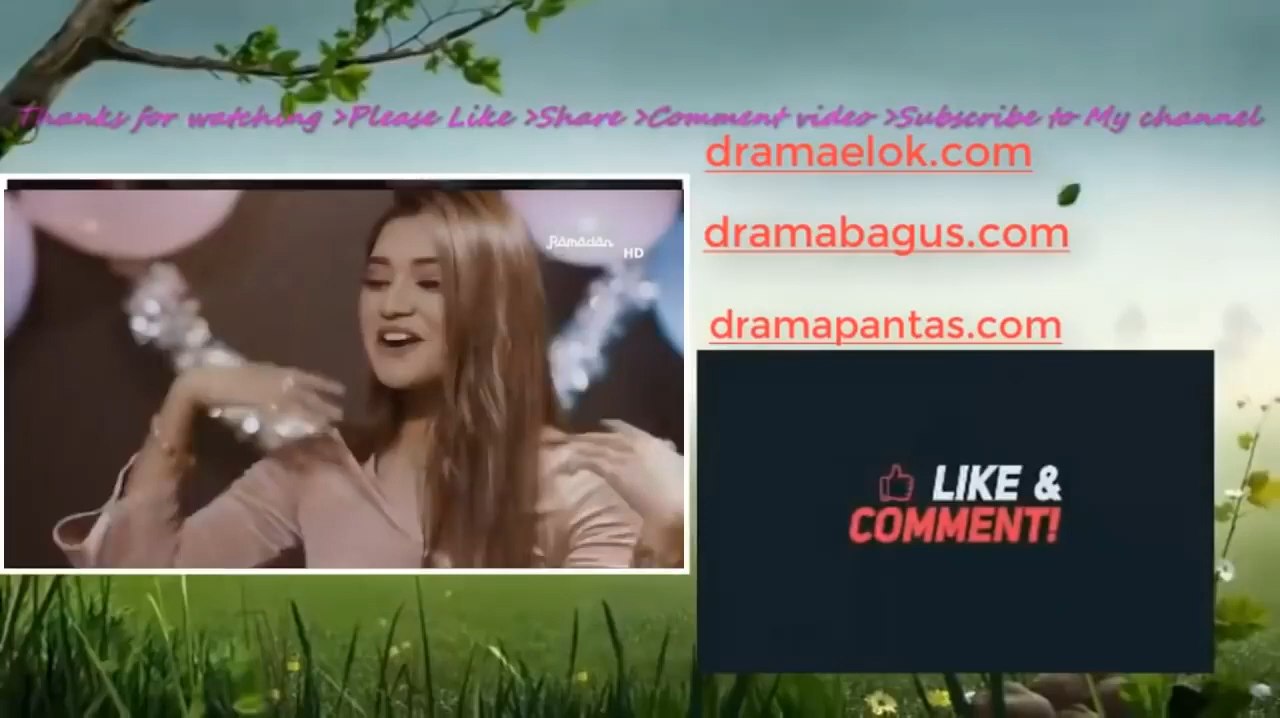 Thanks for watching >Please Like >Share >Comment video >Subscribe to My channel
dramaelok.com
dramabagus.com
dramapantas.com
Ramadan
HD
LIKE &
COMMENT!